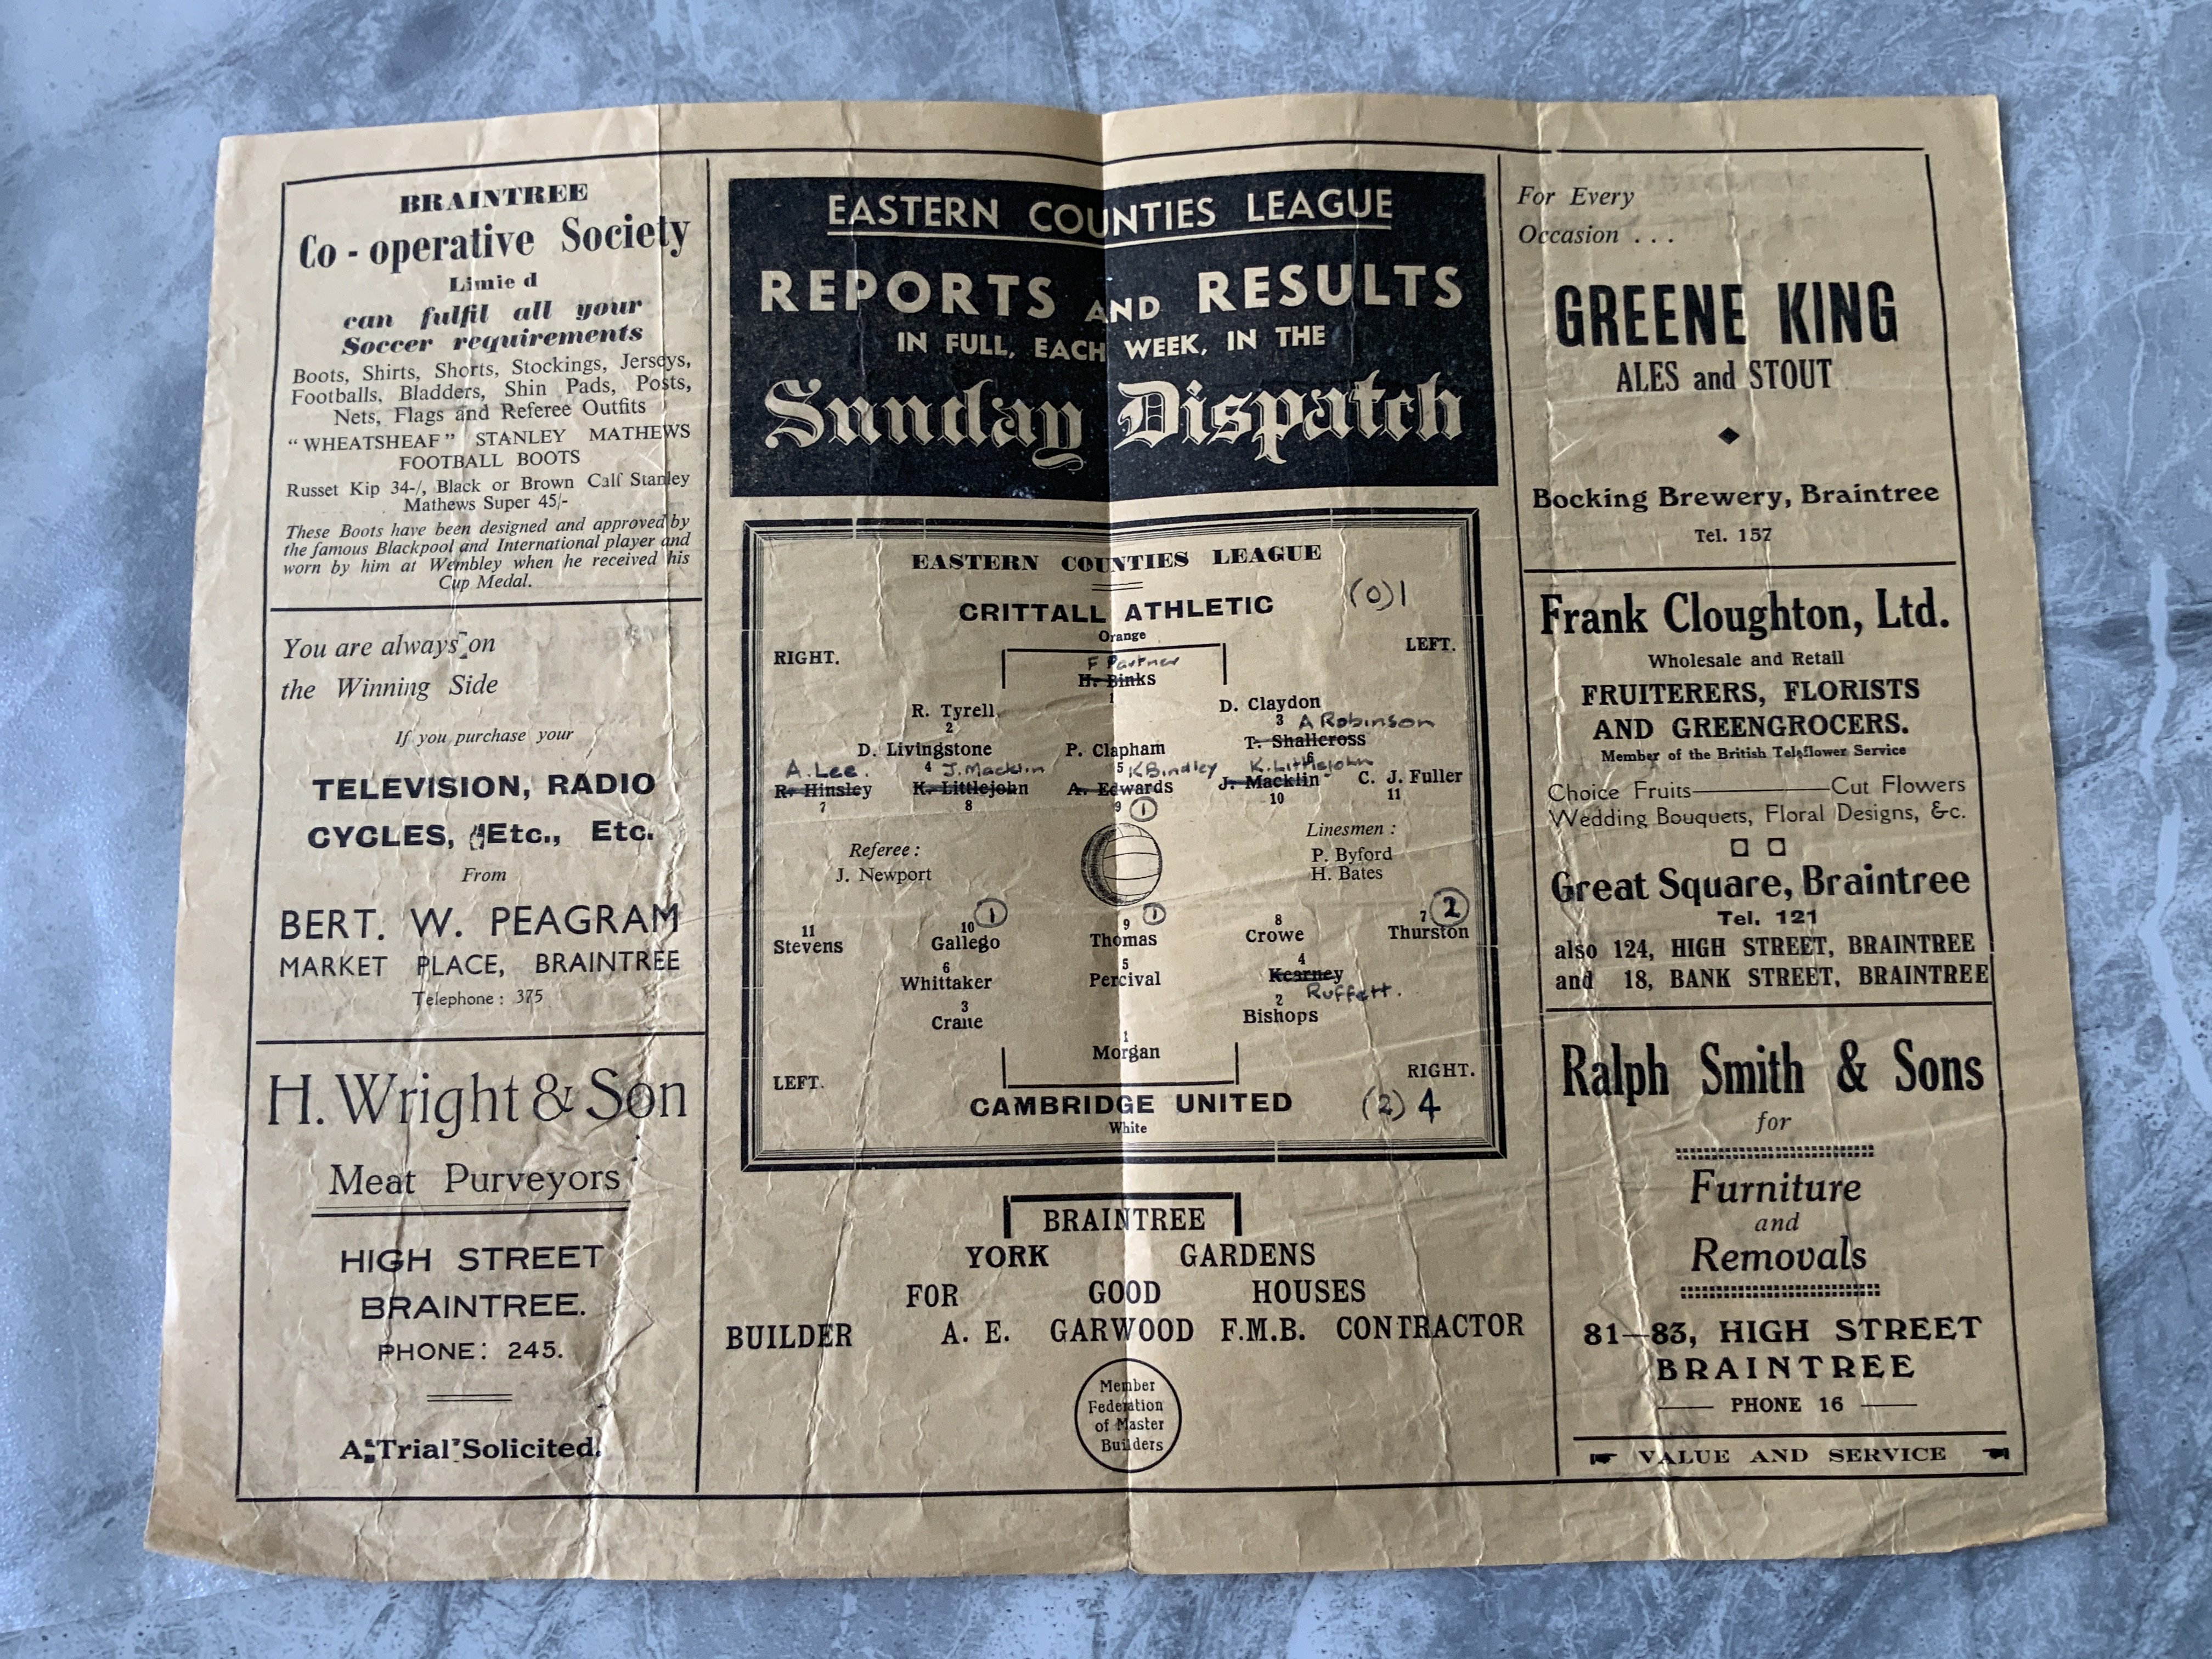 BRAINTREE
Co - operative Society
Limie d
can fulfil all your
Soccer requirements
Boots, Shirts, Shorts, Stockings, Jerseys,
Footballs, Bladders, Shin Pads, Posts,
Nets, Flags and Referee Outfits
“WHEATSHEAF” STANLEY MATHEWS
FOOTBALL BOOTS
Russet Kip 34-/, Black or Brown Calf Stanley
Mathews Super 45/-
These Boots have been designed and approved by
the famous Blackpool and International player and
worn by him at Wembley when he received his
Cup Medal.
You are always on
the Winning Side
If you purchase your
TELEVISION, RADIO
CYCLES, Etc., Etc.
From
BERT. W. PEAGRAM
MARKET PLACE, BRAINTREE
Telephone: 375
H. Wright & Son
Meat Purveyors
HIGH STREET
BRAINTREE.
PHONE: 245.
A "Trial" Solicited.
EASTERN COUNTIES LEAGUE
REPORTS AND RESULTS
IN FULL, EACH WEEK, IN THE
Sunday Dispatch
EASTERN COUNTIES LEAGUE
CRITTALL ATHLETIC (0) 1
Orange
RIGHT. LEFT.
F Partner
H. Binks
1
R. Tyrell D. Claydon
2 3 A Robinson
D. Livingstone P. Clapham T. Shallcross
4 5 6
A. Lee. J. Macklin K Bindley K. Littlejohn
R. Hinsley K. Littlejohn A. Edwards J. Macklin C. J. Fuller
7 8 9 10 11
1
Referee: Linesmen:
J. Newport P. Byford
H. Bates
11 10 1 9 1 8 7 2
Stevens Gallego Thomas Crowe Thurston
6 5 4
Whittaker Percival Kearney
Ruffett.
3 2
Crane Bishops
1
Morgan
LEFT. RIGHT.
CAMBRIDGE UNITED (2) 4
White
BRAINTREE
YORK GARDENS
FOR GOOD HOUSES
BUILDER A. E. GARWOOD F.M.B. CONTRACTOR
Member
Federation
of Master
Builders
For Every
Occasion . . .
GREENE KING
ALES and STOUT
Bocking Brewery, Braintree
Tel. 157
Frank Cloughton, Ltd.
Wholesale and Retail
FRUITERERS, FLORISTS
AND GREENGROCERS.
Member of the British Teleflower Service
Choice Fruits————Cut Flowers
Wedding Bouquets, Floral Designs, &c.
Great Square, Braintree
Tel. 121
also 124, HIGH STREET, BRAINTREE
and 18, BANK STREET, BRAINTREE
Ralph Smith & Sons
for
Furniture
and
Removals
81—83, HIGH STREET
BRAINTREE
PHONE 16
VALUE AND SERVICE